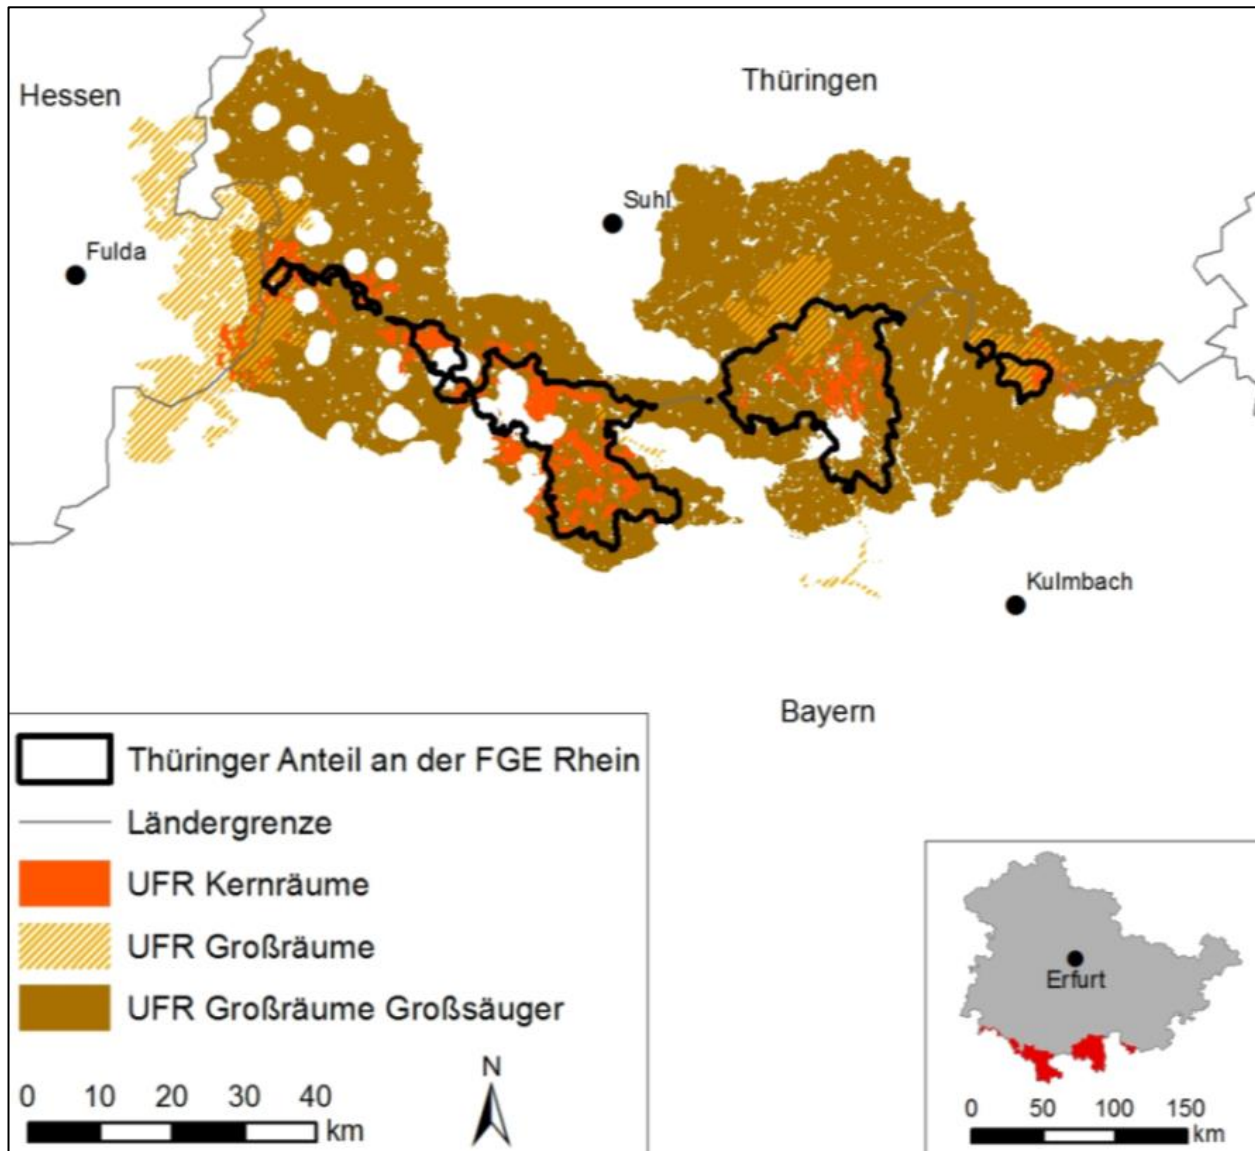 Hessen
Thüringen
Suhl
Fulda
Kulmbach
Bayern
Thüringer Anteil an der FGE Rhein
Ländergrenze
UFR Kernräume
UFR Großräume
UFR Großräume Großsäuger
N
0 10 20 30 40
km
Erfurt
0 50 100 150
km